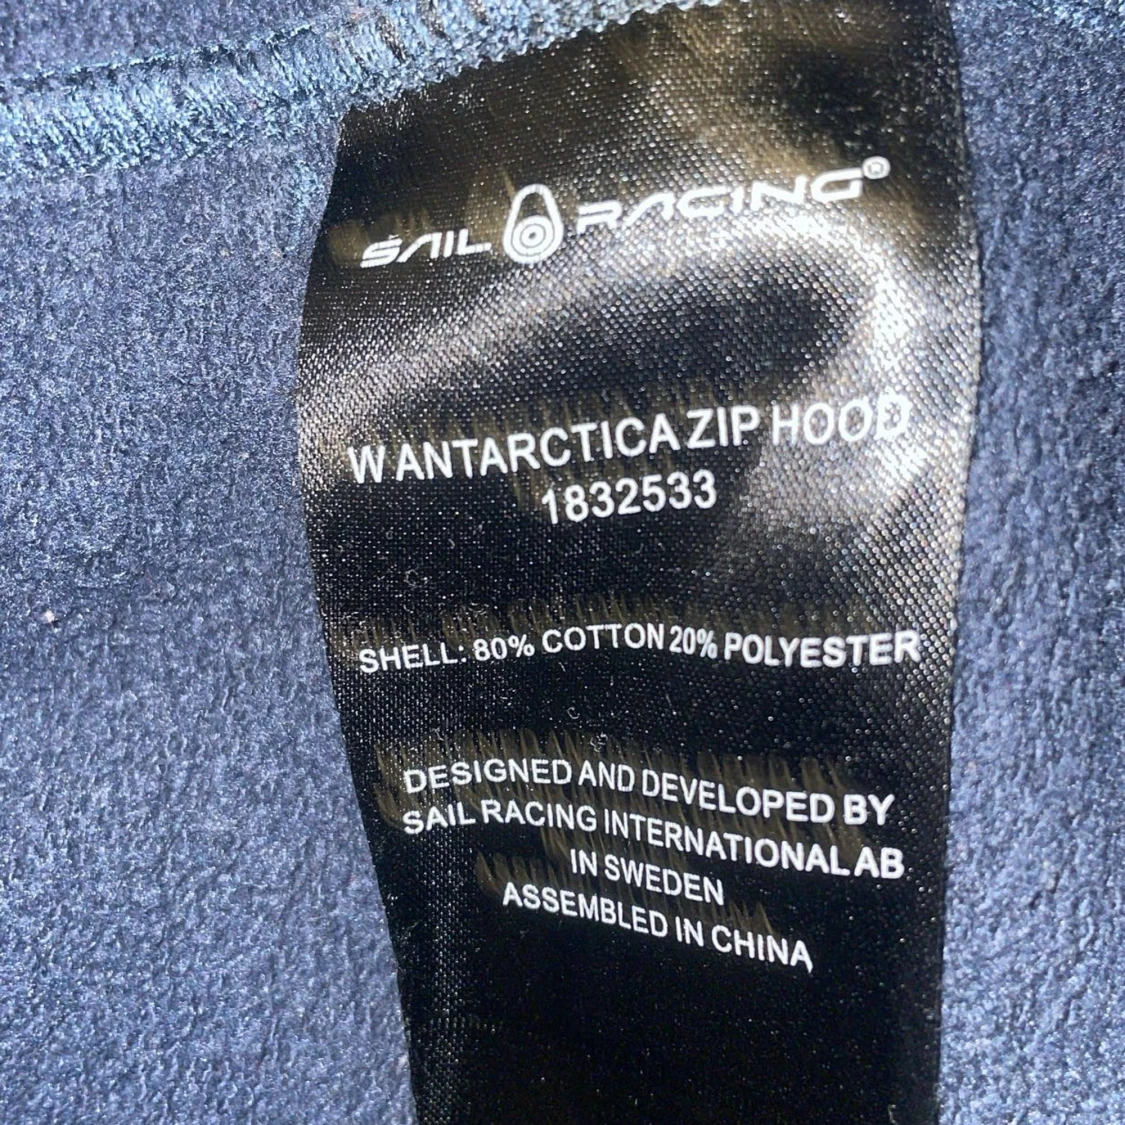 SAIL RACING®
W ANTARCTICA ZIP HOOD
1832533
SHELL: 80% COTTON 20% POLYESTER
DESIGNED AND DEVELOPED BY
SAIL RACING INTERNATIONAL AB
IN SWEDEN
ASSEMBLED IN CHINA